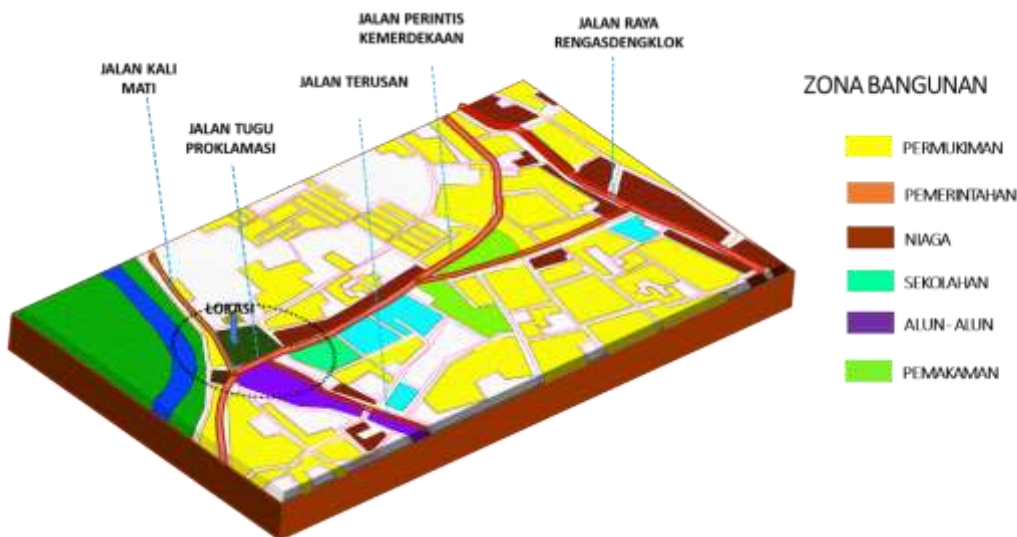 JALAN PERINTIS
KEMERDEKAAN
JALAN RAYA
RENGASDENGKLOK
JALAN KALI
MATI
JALAN TERUSAN
JALAN TUGU
PROKLAMASI
LOKASI
ZONA BANGUNAN
PERMUKIMAN
PEMERINTAHAN
NIAGA
SEKOLAHAN
ALUN- ALUN
PEMAKAMAN